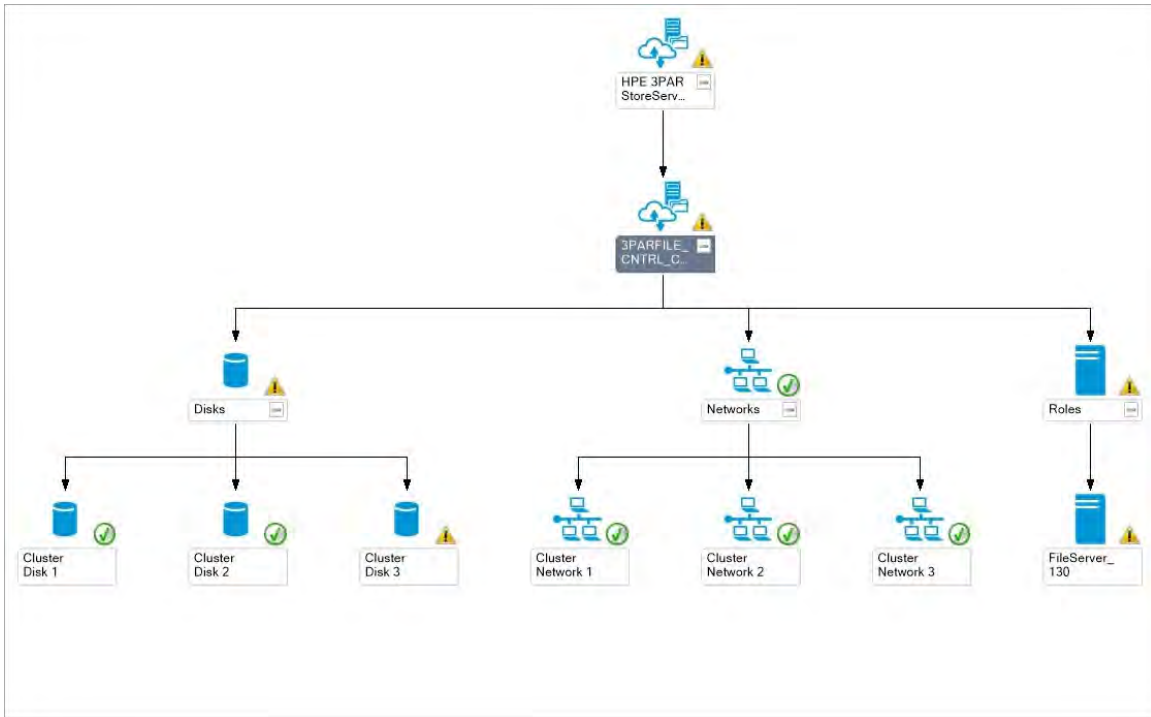 HPE 3PAR
StoreServ...
3PARFILE_
CNTRL_C...
Disks
Networks
Roles
Cluster
Disk 1
Cluster
Disk 2
Cluster
Disk 3
Cluster
Network 1
Cluster
Network 2
Cluster
Network 3
FileServer_
130